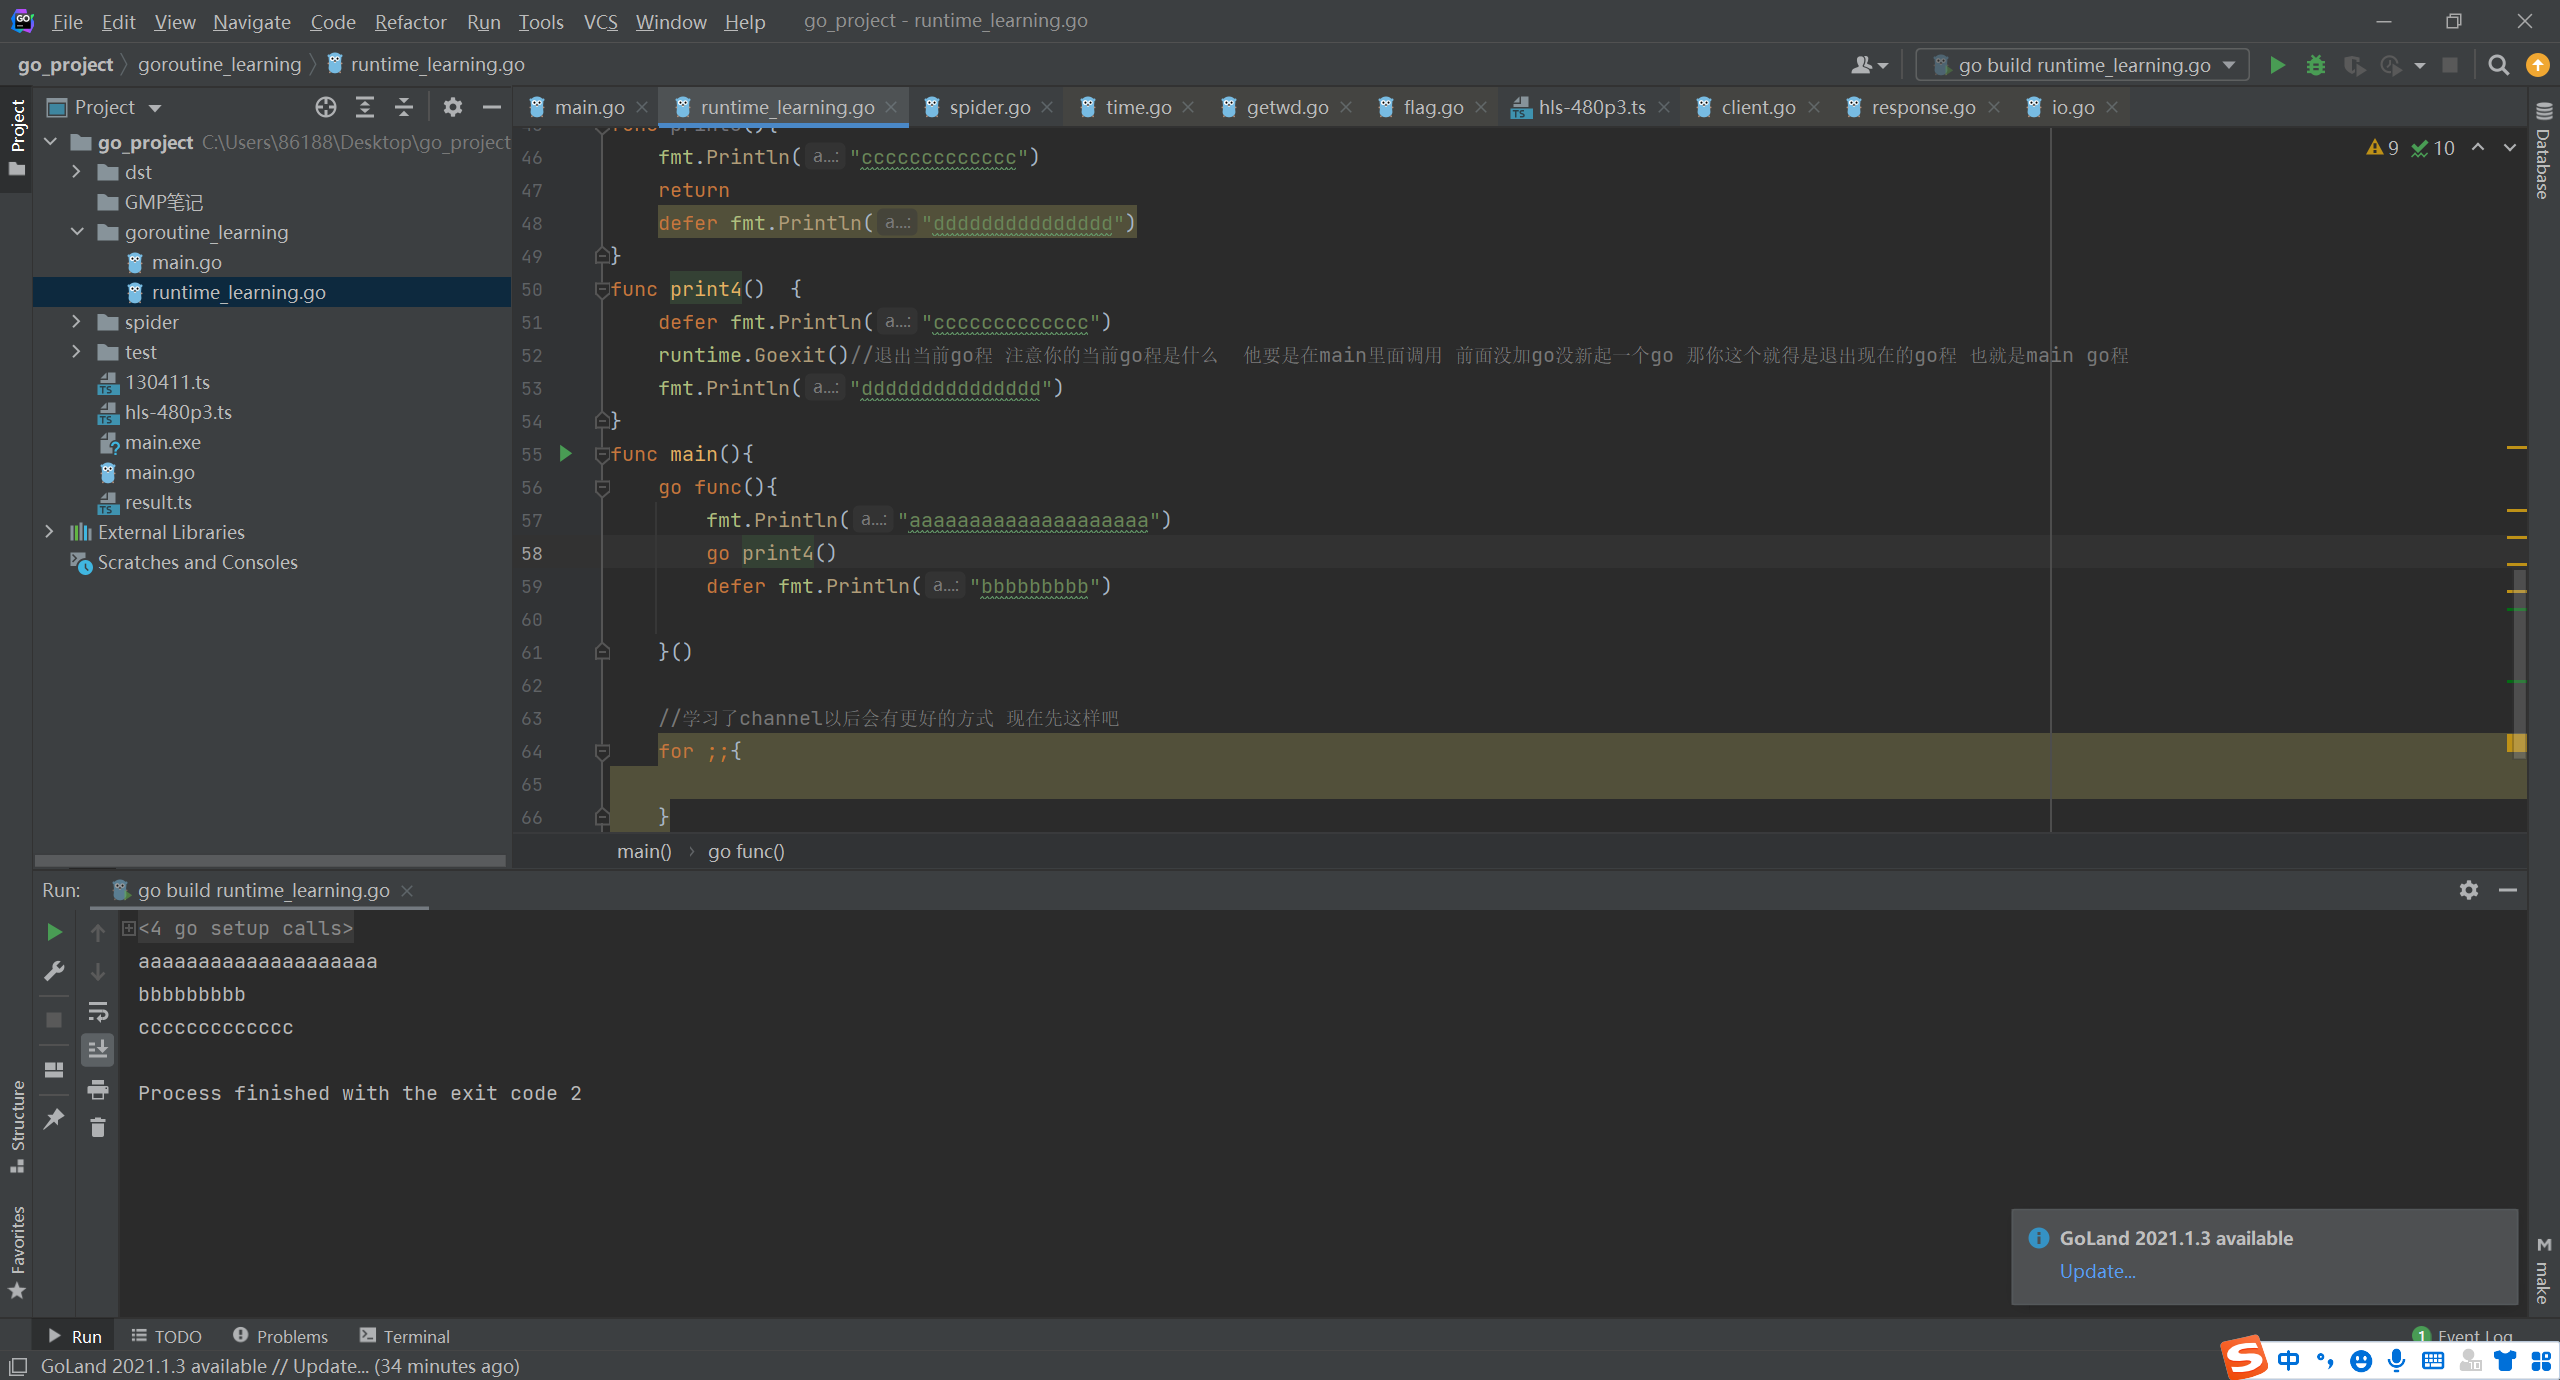 File Edit View Navigate Code Refactor Run Tools VCS Window Help go_project - runtime_learning.go
go_project goroutine_learning runtime_learning.go go build runtime_learning.go
Project main.go runtime_learning.go spider.go time.go getwd.go flag.go hls-480p3.ts client.go response.go io.go
Project
Database
go_project C:\Users\86188\Desktop\go_project
dst
GMP笔记
goroutine_learning
main.go
runtime_learning.go
spider
test
130411.ts
hls-480p3.ts
main.exe
main.go
result.ts
External Libraries
Scratches and Consoles
9 10
46 fmt.Println( a...: "ccccccccccccc")
47 return
48 defer fmt.Println( a...: "ddddddddddddddd")
49 }
50 func print4() {
51 defer fmt.Println( a...: "ccccccccccccc")
52 runtime.Goexit()//退出当前go程 注意你的当前go程是什么 他要是在main里面调用 前面没加go没新起一个go 那你这个就得是退出现在的go程 也就是main go程
53 fmt.Println( a...: "ddddddddddddddd")
54 }
55 func main(){
56 go func(){
57 fmt.Println( a...: "aaaaaaaaaaaaaaaaaaaa")
58 go print4()
59 defer fmt.Println( a...: "bbbbbbbbb")
60
61 }()
62
63 //学习了channel以后会有更好的方式 现在先这样吧
64 for ;;{
65
66 }
main() go func()
Run: go build runtime_learning.go
<4 go setup calls>
aaaaaaaaaaaaaaaaaaaa
bbbbbbbbb
ccccccccccccc
Process finished with the exit code 2
Structure
Favorites
make
GoLand 2021.1.3 available
Update...
Run TODO Problems Terminal 1 Event Log
GoLand 2021.1.3 available // Update... (34 minutes ago)
中